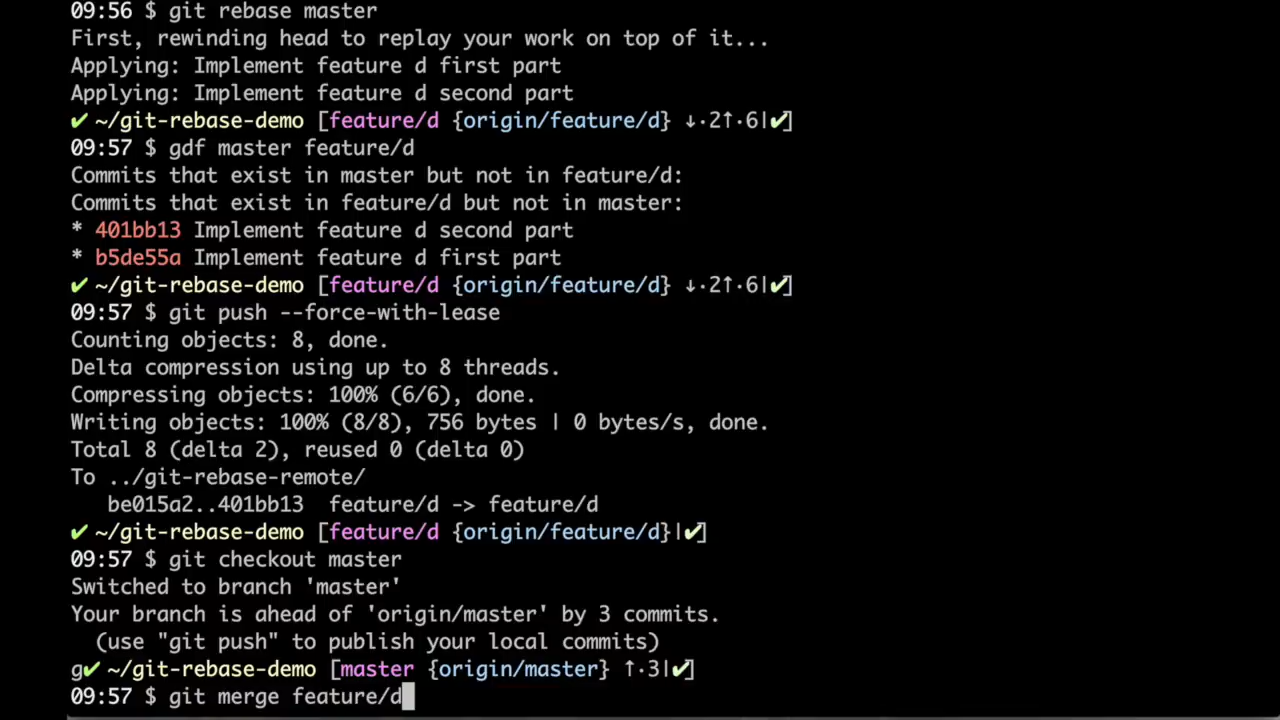 09:56 $ git rebase master
First, rewinding head to replay your work on top of it...
Applying: Implement feature d first part
Applying: Implement feature d second part
✔ ~/git-rebase-demo [feature/d {origin/feature/d} ↓·2↑·6|✔]
09:57 $ gdf master feature/d
Commits that exist in master but not in feature/d:
Commits that exist in feature/d but not in master:
* 401bb13 Implement feature d second part
* b5de55a Implement feature d first part
✔ ~/git-rebase-demo [feature/d {origin/feature/d} ↓·2↑·6|✔]
09:57 $ git push --force-with-lease
Counting objects: 8, done.
Delta compression using up to 8 threads.
Compressing objects: 100% (6/6), done.
Writing objects: 100% (8/8), 756 bytes | 0 bytes/s, done.
Total 8 (delta 2), reused 0 (delta 0)
To ../git-rebase-remote/
   be015a2..401bb13  feature/d -> feature/d
✔ ~/git-rebase-demo [feature/d {origin/feature/d}|✔]
09:57 $ git checkout master
Switched to branch 'master'
Your branch is ahead of 'origin/master' by 3 commits.
  (use "git push" to publish your local commits)
g✔ ~/git-rebase-demo [master {origin/master} ↑·3|✔]
09:57 $ git merge feature/d